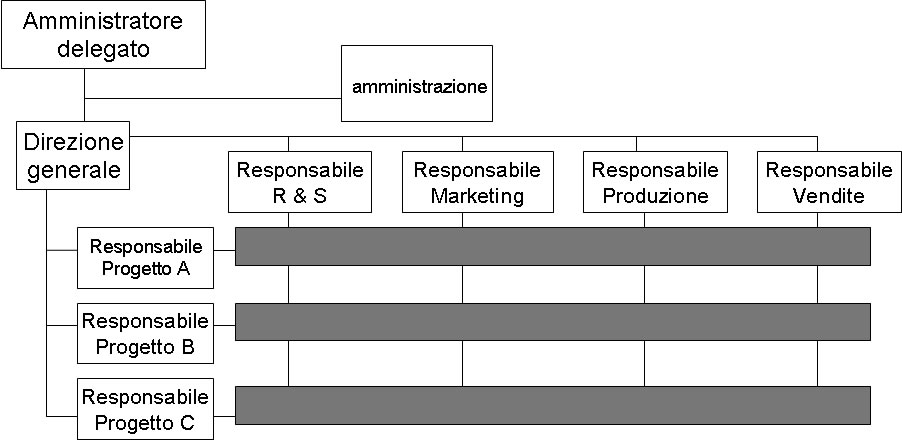 Amministratore
delegato
amministrazione
Direzione
generale
Responsabile
R & S
Responsabile
Marketing
Responsabile
Produzione
Responsabile
Vendite
Responsabile
Progetto A
Responsabile
Progetto B
Responsabile
Progetto C